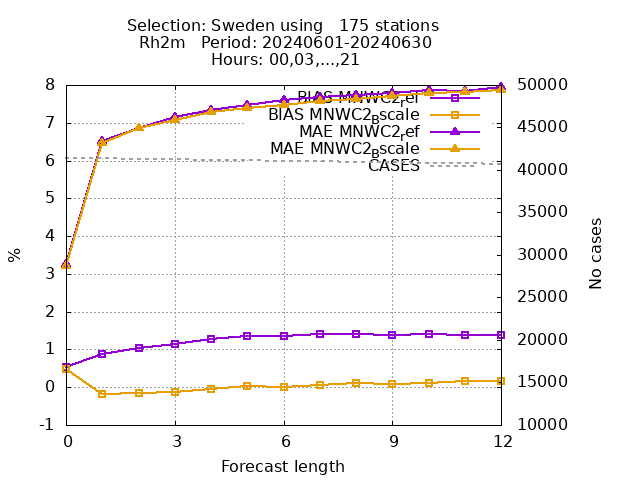 Selection: Sweden using   175 stations
Rh2m   Period: 20240601-20240630
Hours: 00,03,...,21
8 50000
BIAS MNWC2_ref
BIAS MNWC2_Bscale
7 45000
MAE MNWC2_ref
MAE MNWC2_Bscale
CASES
6 40000
5 35000
4 30000
3 25000
2 20000
1 15000
0
-1 10000
% No cases
0 3 6 9 12
Forecast length